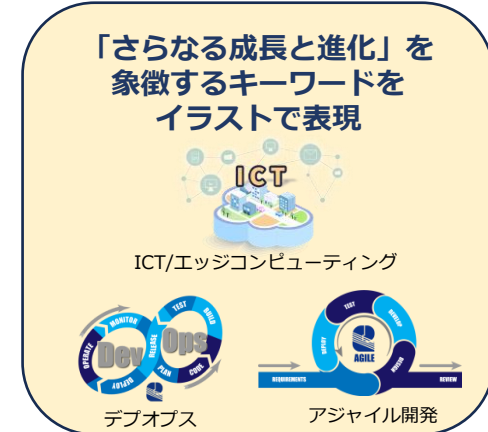 「さらなる成長と進化」を
象徴するキーワードを
イラストで表現
ICT
ICT/エッジコンピューティング
OPERATE
MONITOR
TEST
BUILD
Dev
Ops
RELEASE
DEPLOY
PLAN
CODE
デプオプス
TEST
DEVELOP
DEPLOY
AGILE
DESIGN
REQUIREMENTS
REVIEW
アジャイル開発